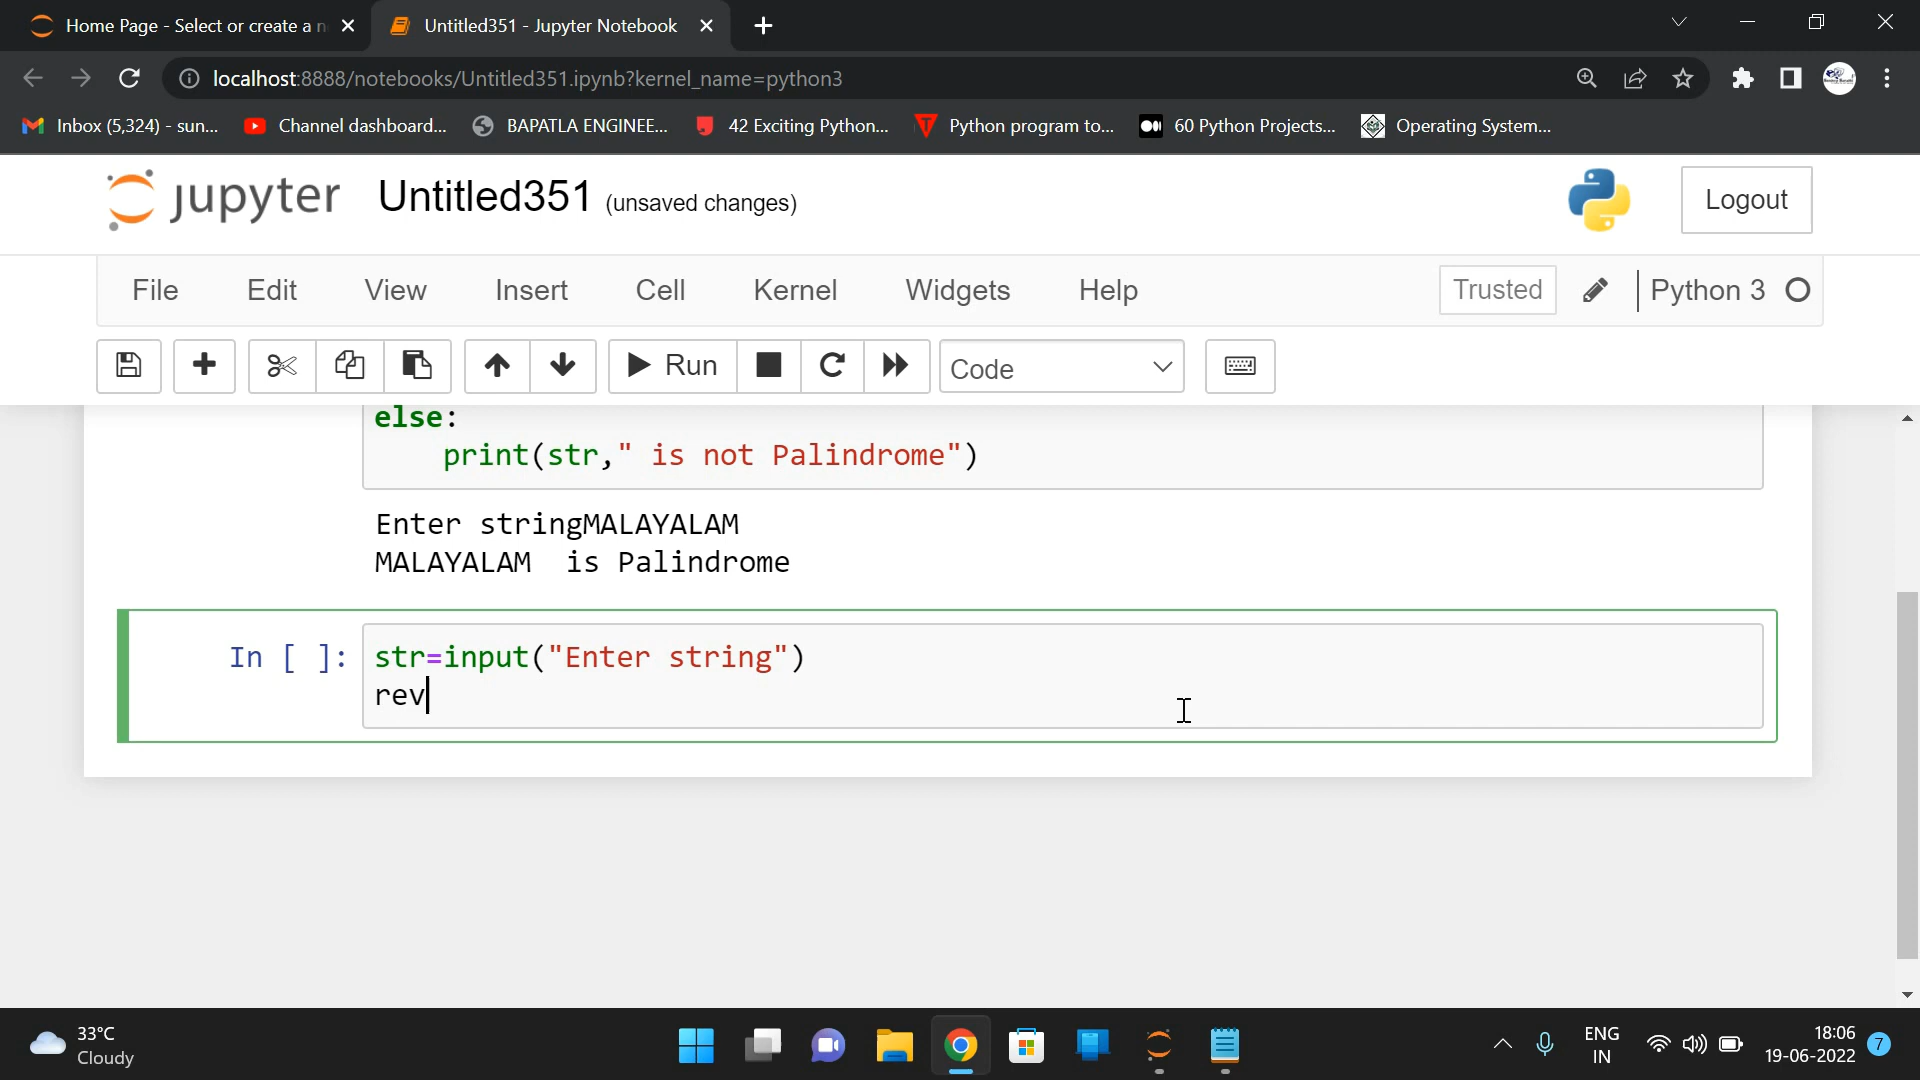 Home Page - Select or create a n
Untitled351 - Jupyter Notebook
localhost:8888/notebooks/Untitled351.ipynb?kernel_name=python3
Inbox (5,324) - sun...
Channel dashboard...
BAPATLA ENGINEE...
42 Exciting Python...
Python program to...
60 Python Projects...
Operating System...
jupyter Untitled351 (unsaved changes)
Logout
File Edit View Insert Cell Kernel Widgets Help
Trusted
Python 3
Run
Code
else:
print(str," is not Palindrome")
Enter stringMALAYALAM
MALAYALAM  is Palindrome
In [ ]: str=input("Enter string")
rev
33°C
Cloudy
ENG
IN
18:06
19-06-2022
7